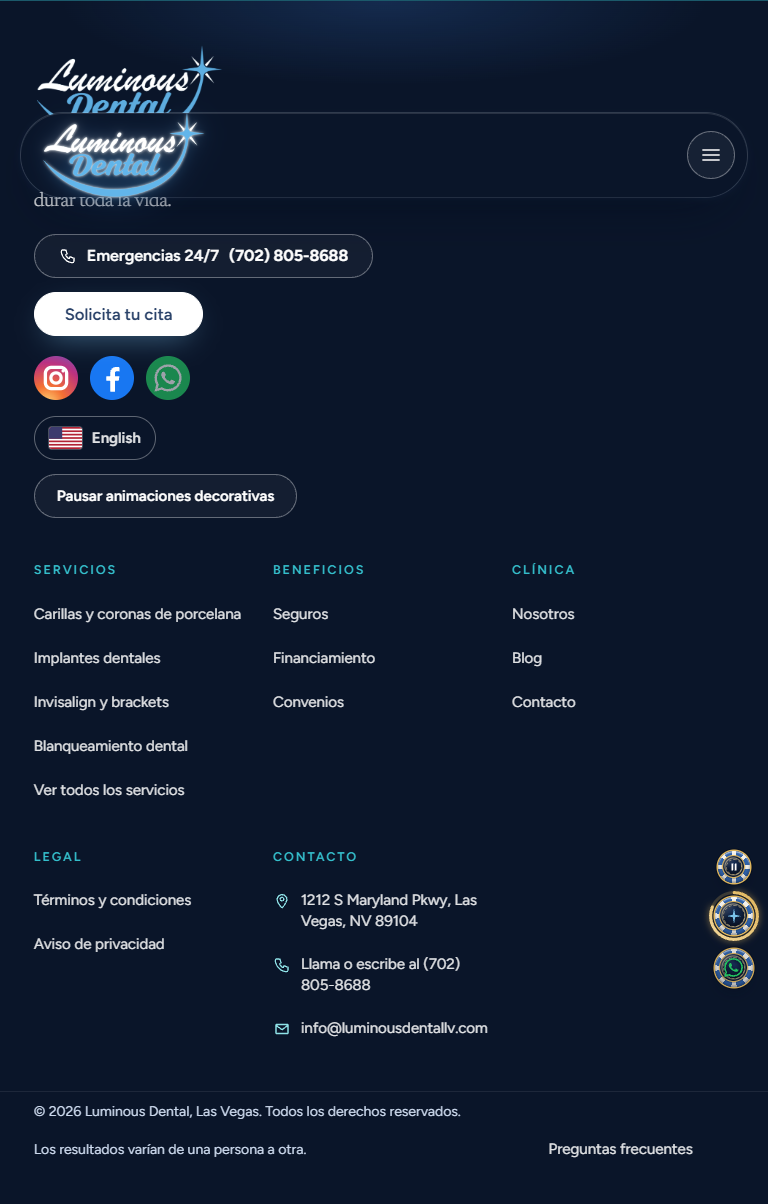 Luminous
Dental
Luminous
Dental
durar toda la vida.
Emergencias 24/7 (702) 805-8688
Solicita tu cita
English
Pausar animaciones decorativas
SERVICIOS
Carillas y coronas de porcelana
Implantes dentales
Invisalign y brackets
Blanqueamiento dental
Ver todos los servicios
BENEFICIOS
Seguros
Financiamiento
Convenios
CLÍNICA
Nosotros
Blog
Contacto
LEGAL
Términos y condiciones
Aviso de privacidad
CONTACTO
1212 S Maryland Pkwy, Las
Vegas, NV 89104
Llama o escribe al (702)
805-8688
info@luminousdentallv.com
© 2026 Luminous Dental, Las Vegas. Todos los derechos reservados.
Los resultados varían de una persona a otra.
Preguntas frecuentes